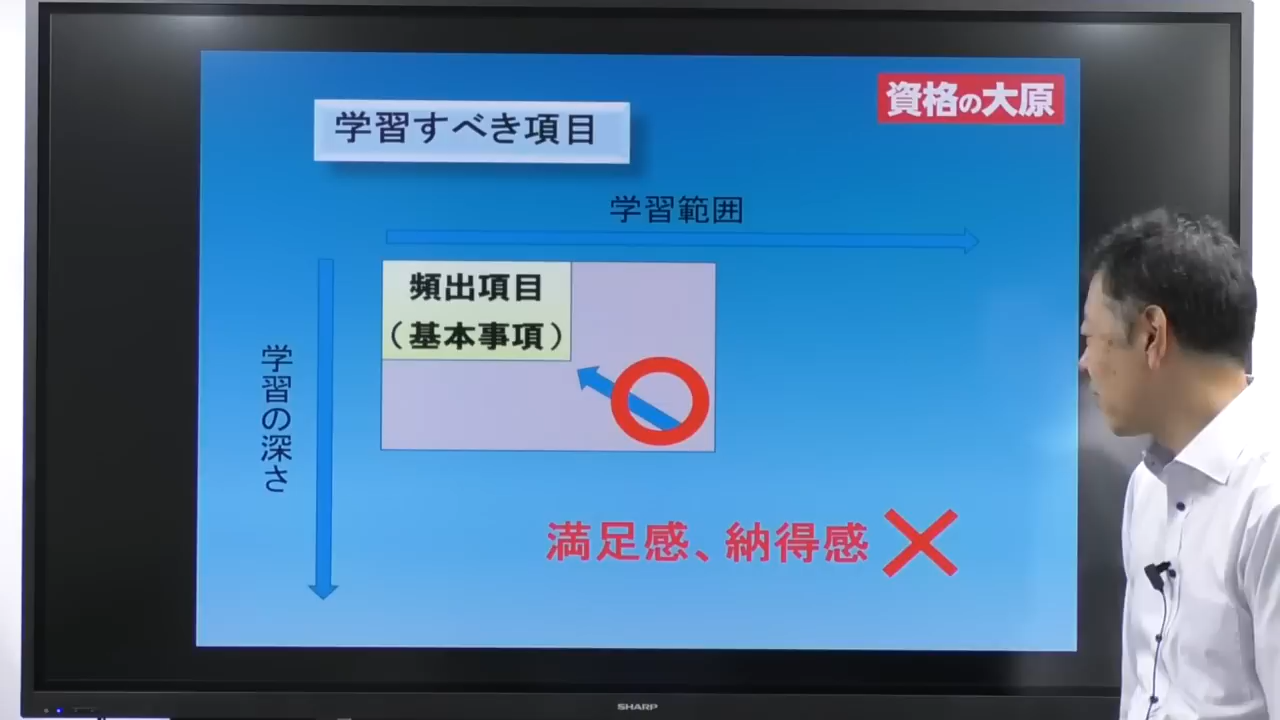 資格の大原
学習すべき項目
学習範囲
頻出項目
（基本事項）
学習の深さ
満足感、納得感
SHARP